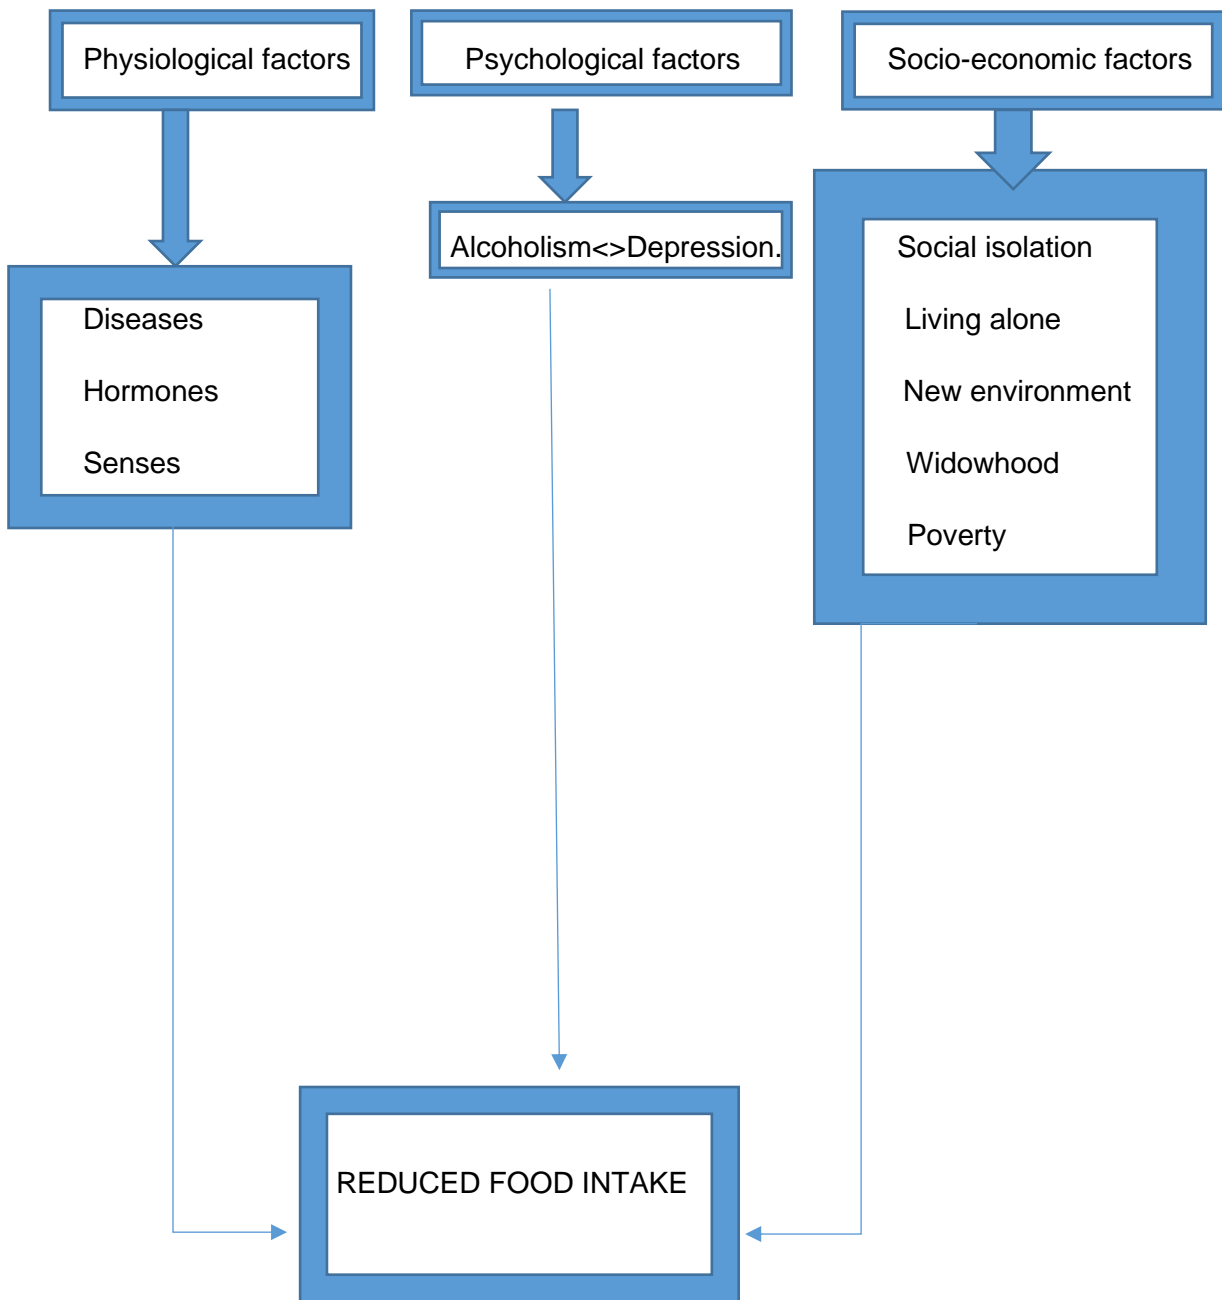 Physiological factors
Psychological factors
Socio-economic factors
Diseases
Hormones
Senses
Alcoholism<>Depression.
Social isolation
Living alone
New environment
Widowhood
Poverty
REDUCED FOOD INTAKE